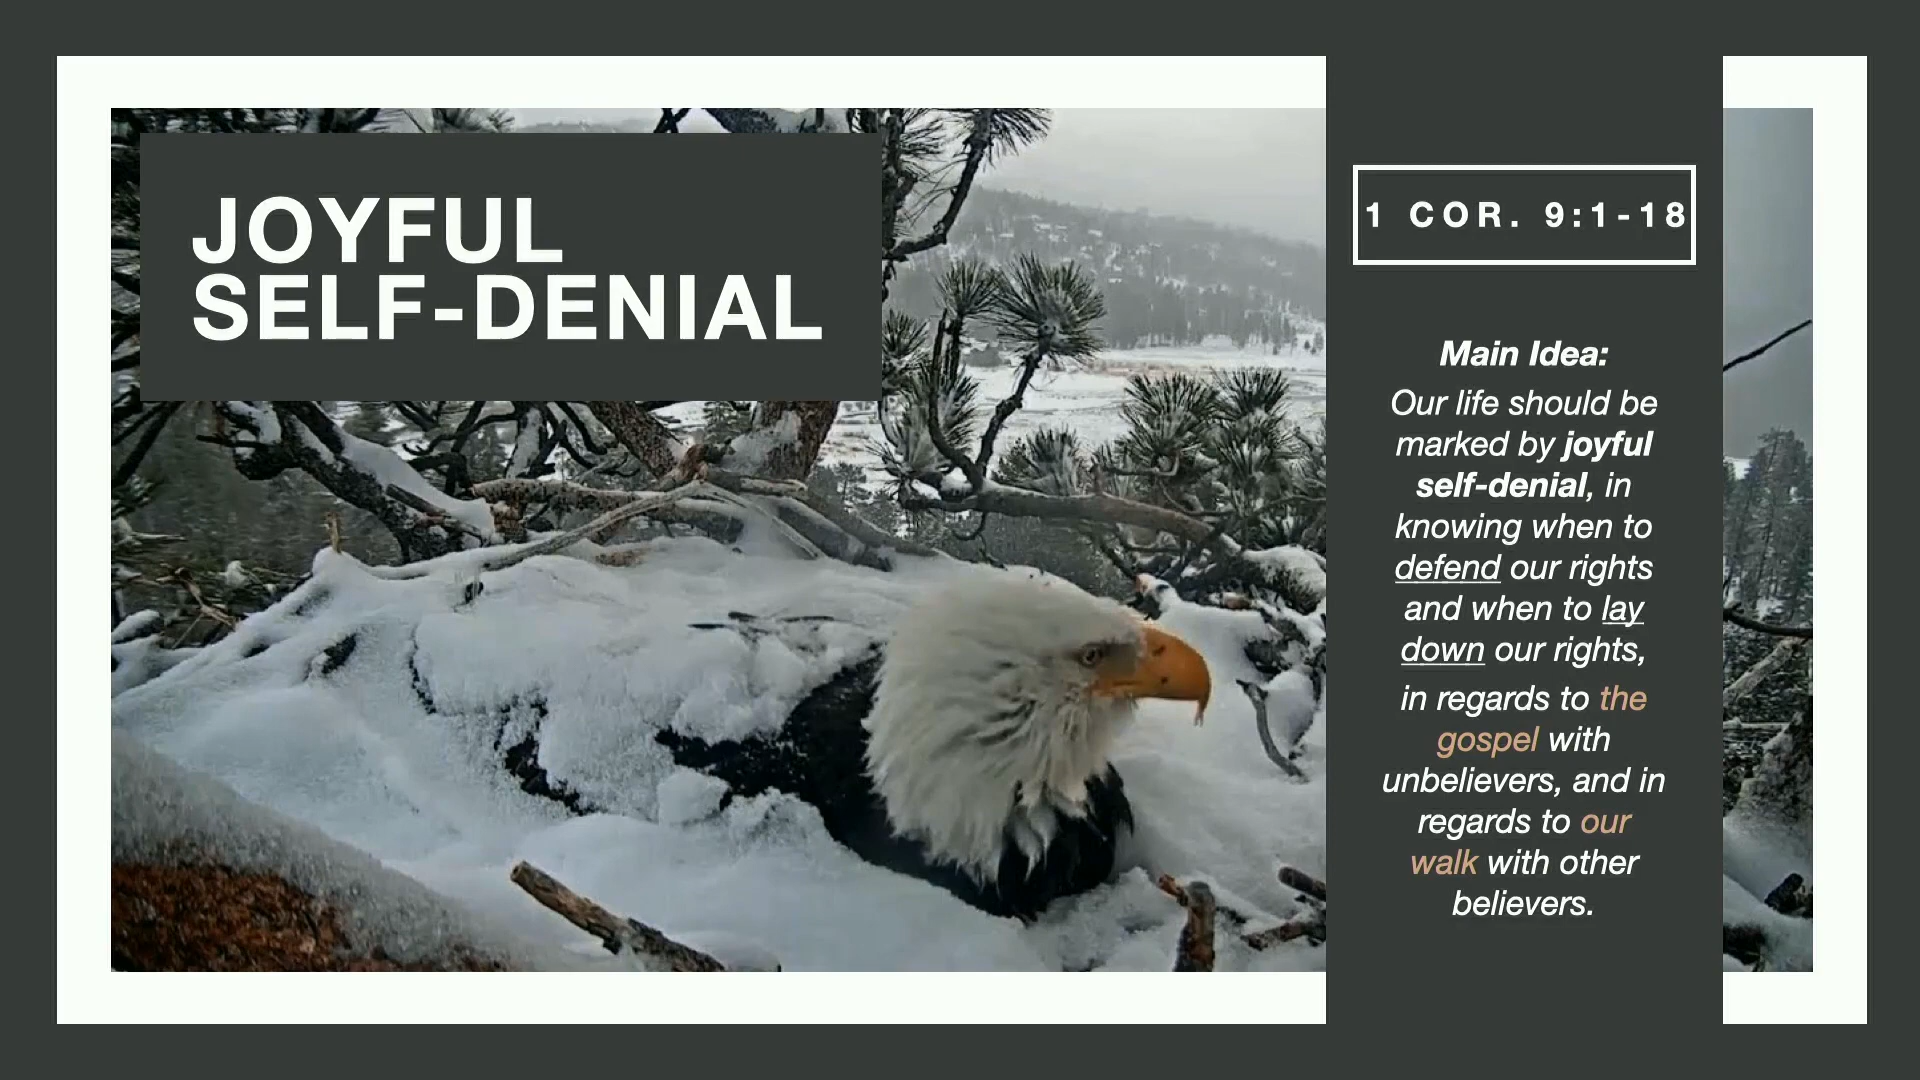 JOYFUL
SELF-DENIAL
1 COR. 9:1-18
Main Idea:
Our life should be
marked by joyful
self-denial, in
knowing when to
defend our rights
and when to lay
down our rights,
in regards to the
gospel with
unbelievers, and in
regards to our
walk with other
believers.